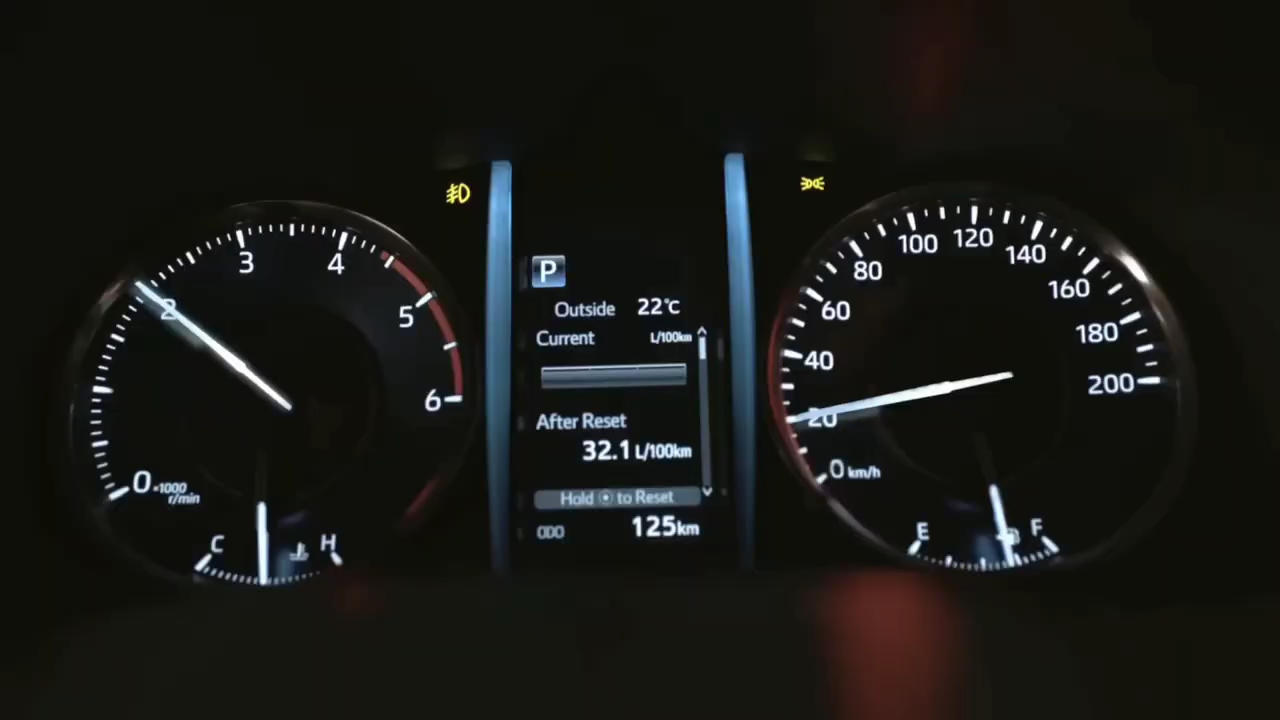 2
3
4
5
6
0 ×1000
r/min
C
H
P
Outside 22°C
Current L/100km
After Reset
32.1 L/100km
Hold to Reset
ODO 125km
0 km/h
20
40
60
80
100
120
140
160
180
200
E
F